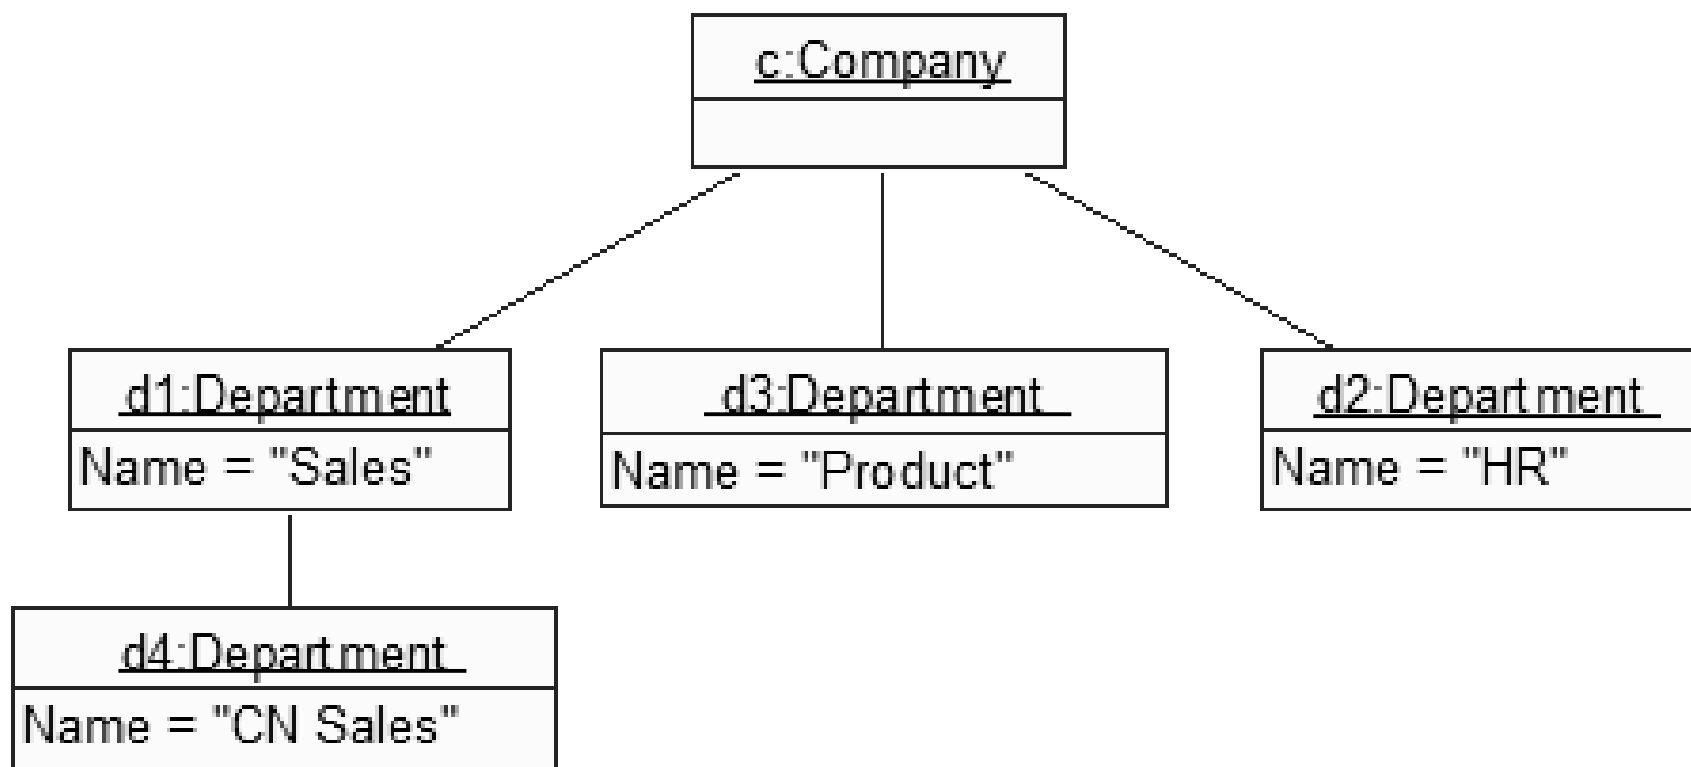 c:Company
d1:Department
Name = "Sales"
d3:Department
Name = "Product"
d2:Department
Name = "HR"
d4:Department
Name = "CN Sales"